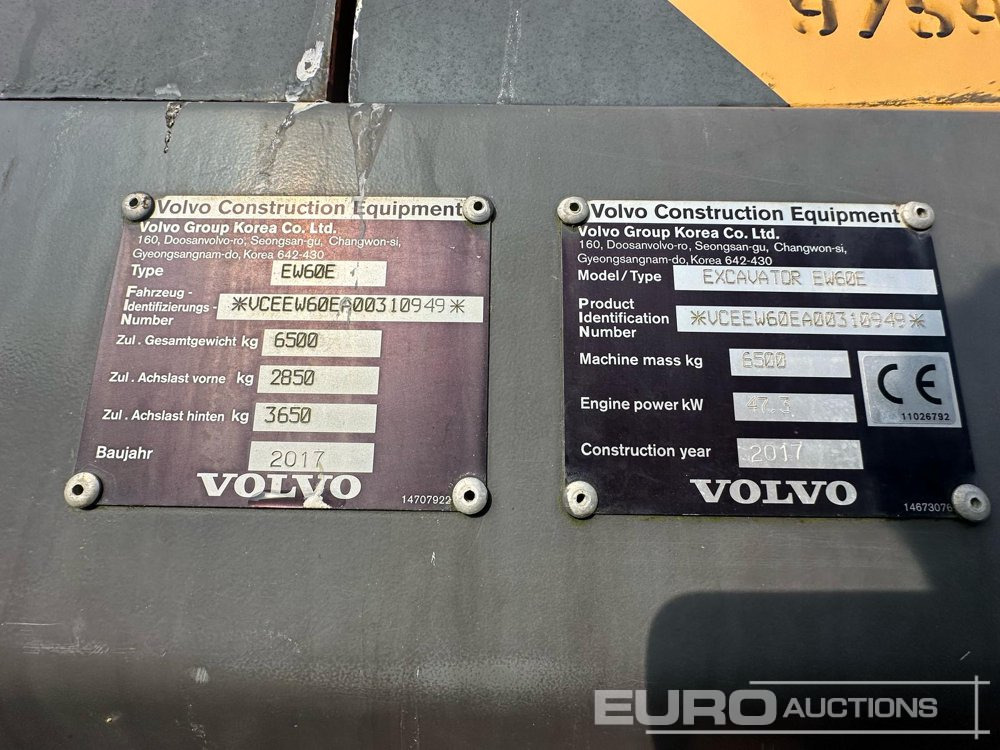 9759
Volvo Construction Equipment
Volvo Group Korea Co. Ltd.
160, Doosanvolvo-ro, Seongsan-gu, Changwon-si,
Gyeongsangnam-do, Korea 642-430
Type EW60E
Fahrzeug-
Identifizierungs- *VCEEW60EA00310949*
Number
Zul. Gesamtgewicht kg 6500
Zul. Achslast vorne kg 2850
Zul. Achslast hinten kg 3650
Baujahr 2017
VOLVO
14707922
Volvo Construction Equipment
Volvo Group Korea Co. Ltd.
160, Doosanvolvo-ro, Seongsan-gu, Changwon-si,
Gyeongsangnam-do, Korea 642-430
Model/Type EXCAVATOR EW60E
Product
Identification *VCEEW60EA00310949*
Number
Machine mass kg 6500
Engine power kW 47.3
CE
11026792
Construction year 2017
VOLVO
1467307
EURO AUCTIONS